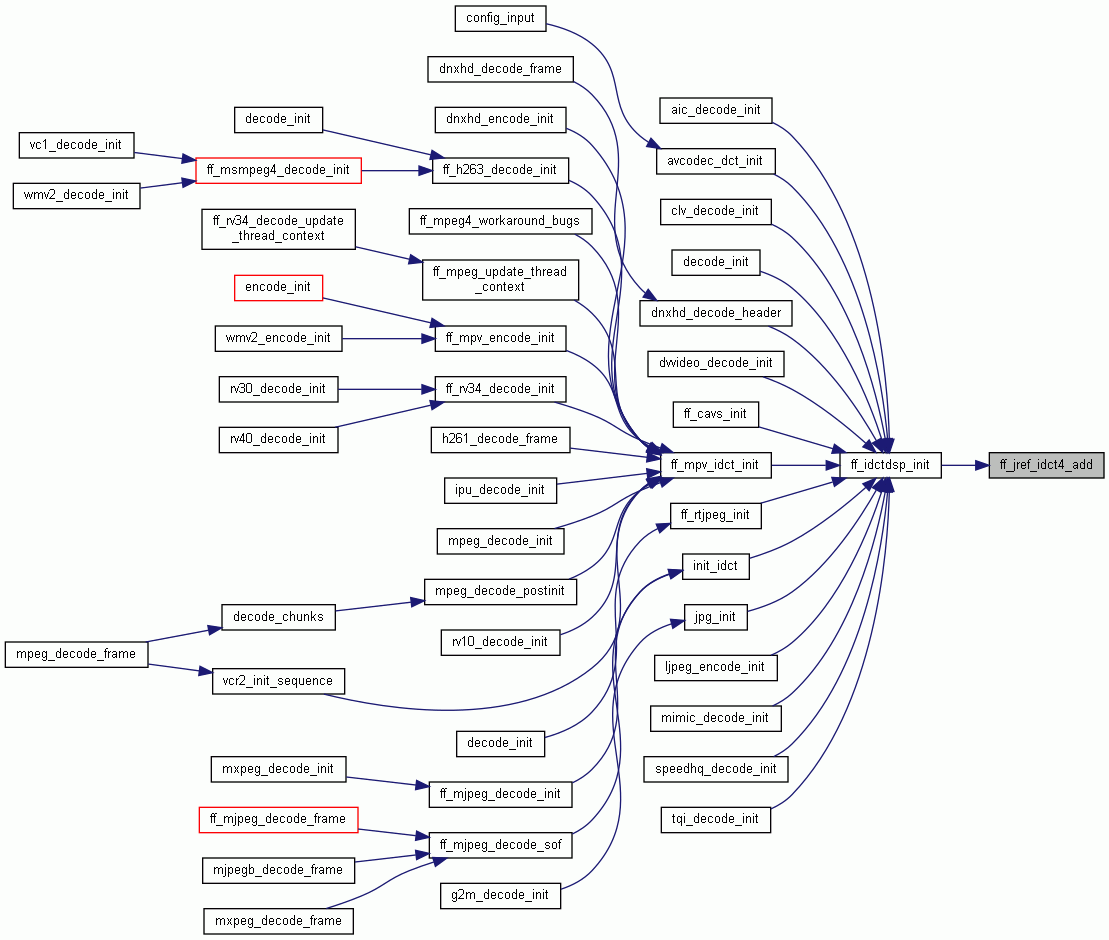 config_input
dnxhd_decode_frame
aic_decode_init
decode_init
dnxhd_encode_init
vc1_decode_init
avcodec_dct_init
ff_msmpeg4_decode_init
ff_h263_decode_init
wmv2_decode_init
clv_decode_init
ff_rv34_decode_update
_thread_context
ff_mpeg4_workaround_bugs
decode_init
ff_mpeg_update_thread
_context
encode_init
dnxhd_decode_header
wmv2_encode_init
ff_mpv_encode_init
dvvideo_decode_init
rv30_decode_init
ff_rv34_decode_init
ff_cavs_init
rv40_decode_init
h261_decode_frame
ff_mpv_idct_init
ff_idctdsp_init
ff_jref_idct4_add
ipu_decode_init
ff_rtjpeg_init
mpeg_decode_init
init_idct
mpeg_decode_postinit
decode_chunks
jpg_init
rv10_decode_init
mpeg_decode_frame
ljpeg_encode_init
vcr2_init_sequence
mimic_decode_init
decode_init
mxpeg_decode_init
speedhq_decode_init
ff_mjpeg_decode_init
ff_mjpeg_decode_frame
tqi_decode_init
ff_mjpeg_decode_sof
mjpegb_decode_frame
g2m_decode_init
mxpeg_decode_frame